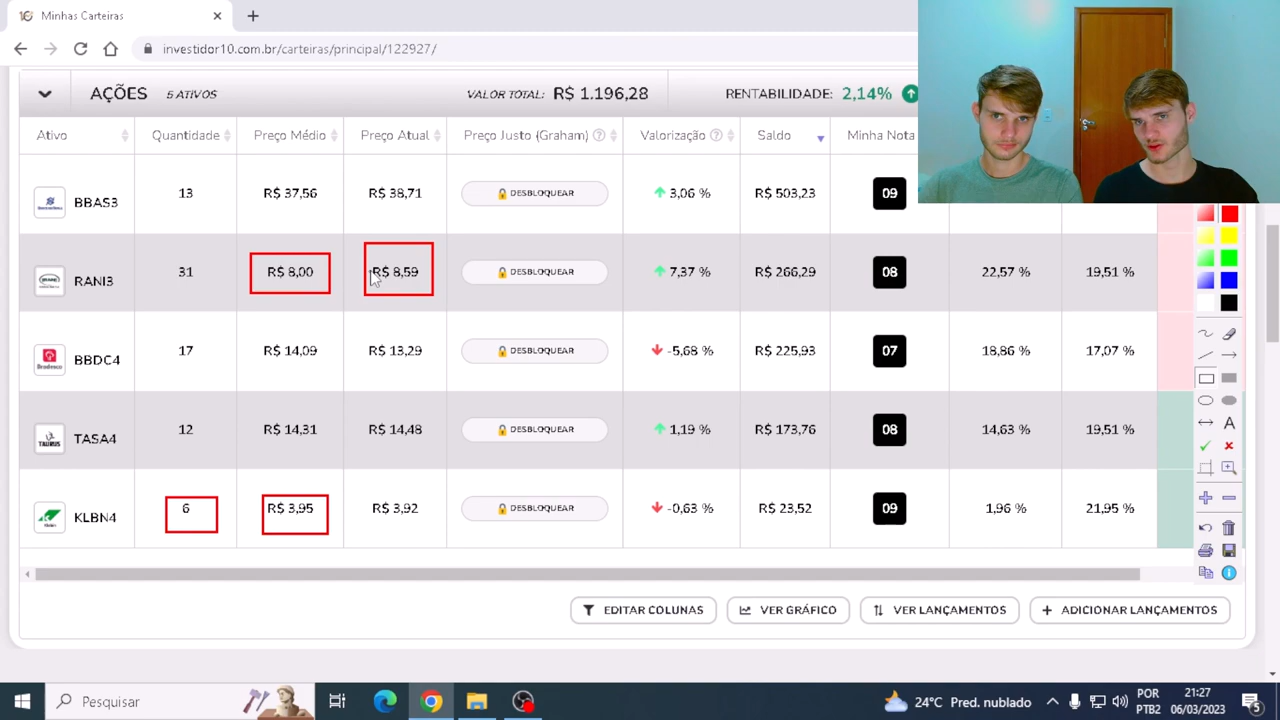 Minhas Carteiras
investidor10.com.br/carteiras/principal/122927/
AÇÕES 5 ATIVOS VALOR TOTAL: R$ 1.196,28 RENTABILIDADE: 2,14%
Ativo Quantidade Preço Médio Preço Atual Preço Justo (Graham) Valorização Saldo Minha Nota
BBAS3 13 R$ 37,56 R$ 38,71 DESBLOQUEAR 3,06 % R$ 503,23 09
RANI3 31 R$ 8,00 R$ 8,59 DESBLOQUEAR 7,37 % R$ 266,29 08 22,57 % 19,51 %
BBDC4 17 R$ 14,09 R$ 13,29 DESBLOQUEAR -5,68 % R$ 225,93 07 18,86 % 17,07 %
Bradesco
TASA4 12 R$ 14,31 R$ 14,48 DESBLOQUEAR 1,19 % R$ 173,76 08 14,63 % 19,51 %
TAURUS
KLBN4 6 R$ 3,95 R$ 3,92 DESBLOQUEAR -0,63 % R$ 23,52 09 1,96 % 21,95 %
EDITAR COLUNAS VER GRÁFICO VER LANÇAMENTOS ADICIONAR LANÇAMENTOS
Pesquisar 24°C Pred. nublado POR 21:27
PTB2 06/03/2023 5